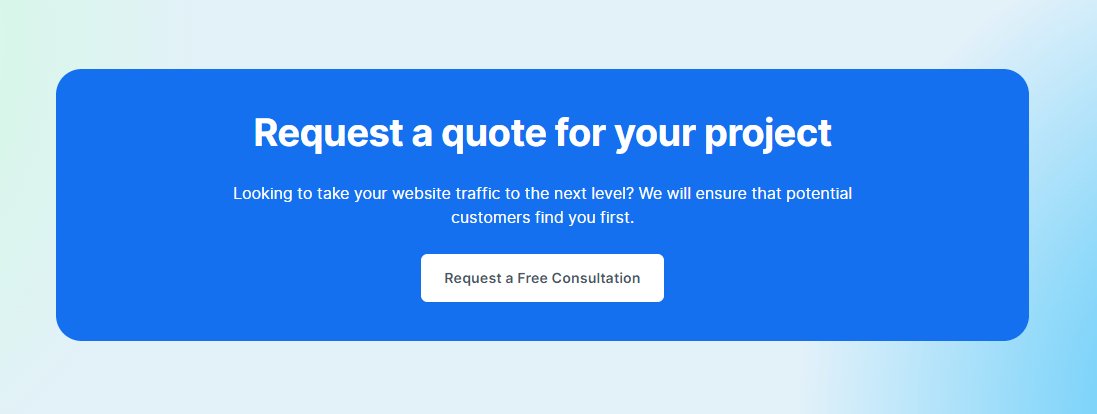 Request a quote for your project
Looking to take your website traffic to the next level? We will ensure that potential
customers find you first.
Request a Free Consultation